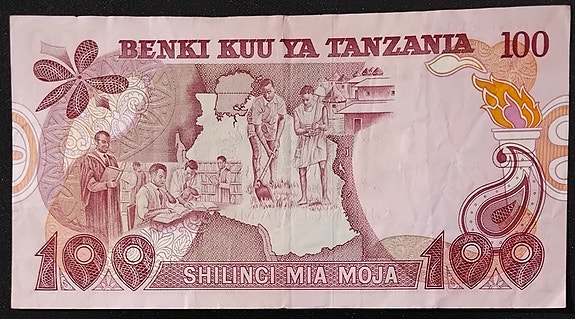 BENKI KUU YA TANZANIA 100
100 SHILINGI MIA MOJA 100